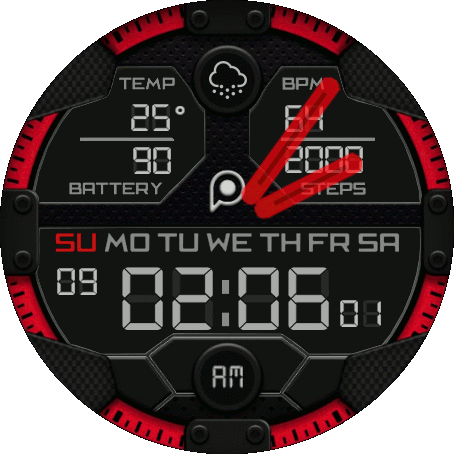 TEMP BPM
25° 64
90 2000
BATTERY STEPS
SU MO TU WE TH FR SA
09 02:06 01
AM